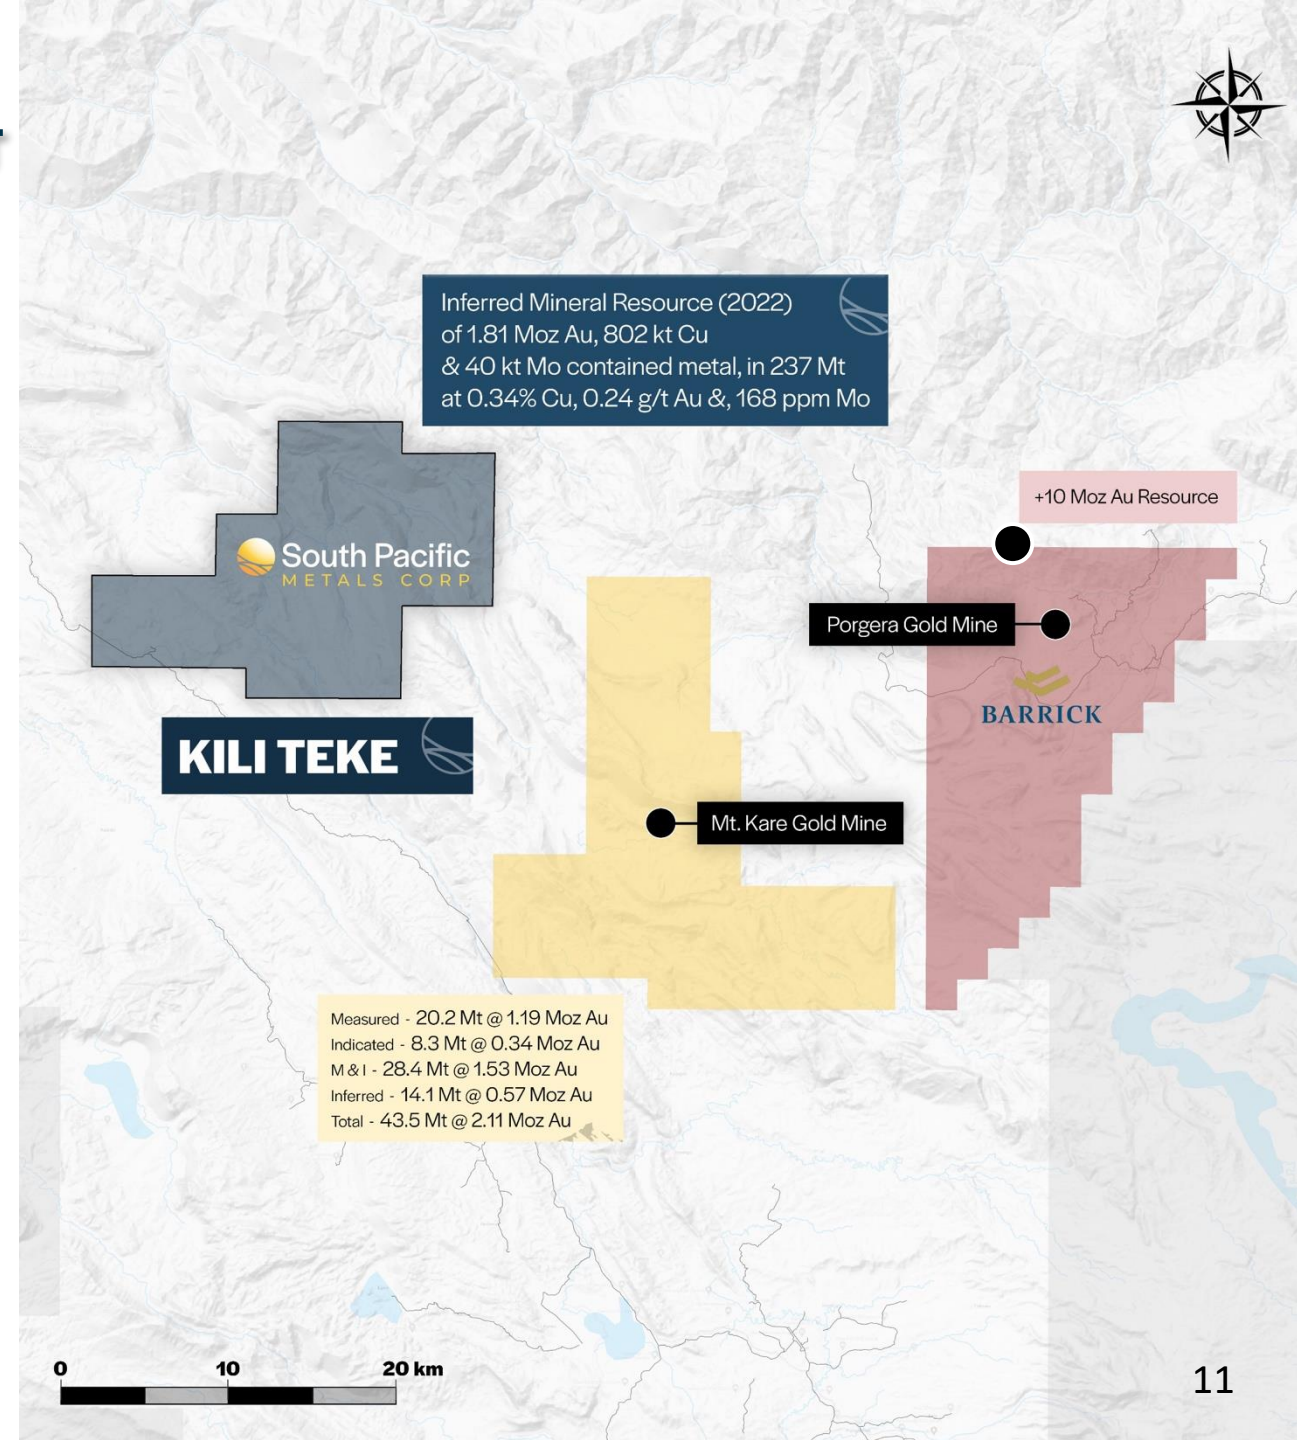 Inferred Mineral Resource (2022)
of 1.81 Moz Au, 802 kt Cu
& 40 kt Mo contained metal, in 237 Mt
at 0.34% Cu, 0.24 g/t Au &, 168 ppm Mo
+10 Moz Au Resource
South Pacific
METALS CORP
Porgera Gold Mine
BARRICK
KILI TEKE
Mt. Kare Gold Mine
Measured - 20.2 Mt @ 1.19 Moz Au
Indicated - 8.3 Mt @ 0.34 Moz Au
M & I - 28.4 Mt @ 1.53 Moz Au
Inferred - 14.1 Mt @ 0.57 Moz Au
Total - 43.5 Mt @ 2.11 Moz Au
0 10 20 km
11